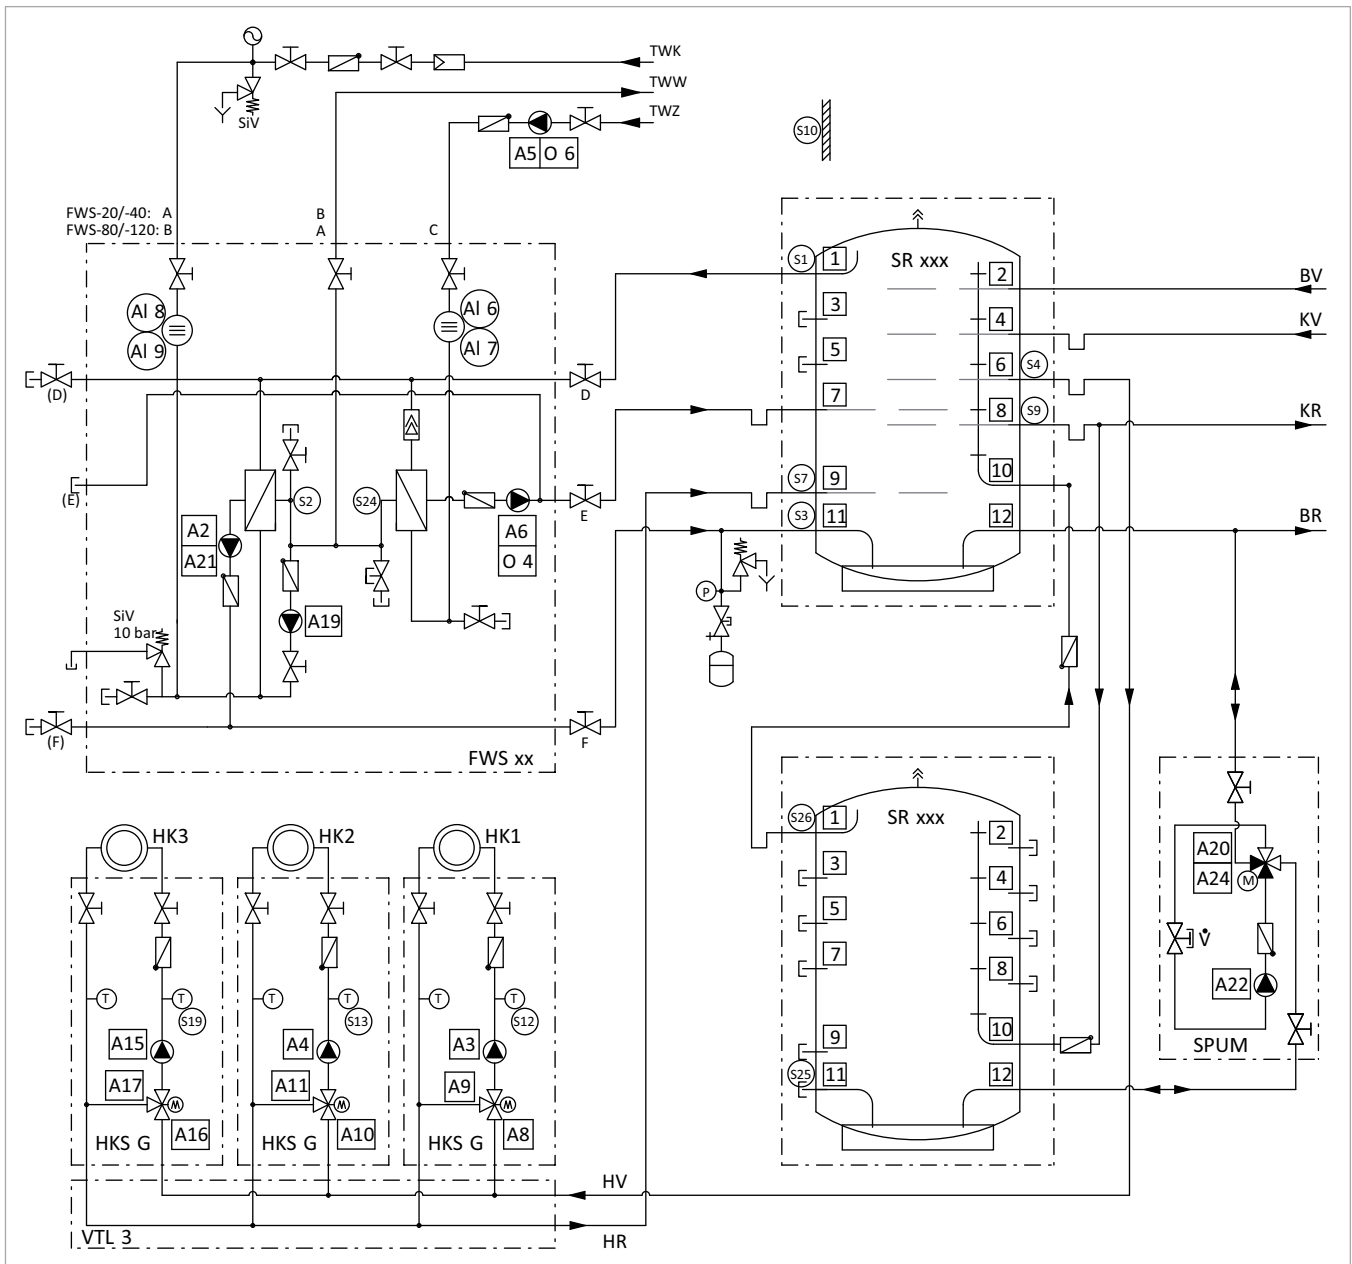 TWK
TWW
TWZ
SiV
A5 O 6
S10
FWS-20/-40: A B
FWS-80/-120: B A C
S1 1 SR xxx 2 BV
Al 8 Al 6
Al 9 Al 7
3 4 KV
5 6 S4
(D) D
7 8 S9 KR
(E) S2 S24 E
S7 9 10
A2 A6
A21 O 4
S3 11 12 BR
P
SiV
10 bar
A19
(F) F
FWS xx
HK3 HK2 HK1
S26 1 SR xxx 2
3 4
5 6
7 8
A20
A24 M
V̇
A22
SPUM
T T T T T T
S19 S13 S12
A15 A4 A3
9 10
A17 A11 A9
M M M
S25 11 12
A16 A10 A8
HKS G HKS G HKS G
HV
VTL 3 HR